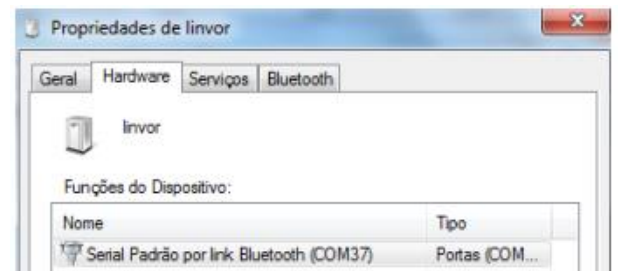 Propriedades de linvor
Geral Hardware Serviços Bluetooth
linvor
Funções do Dispositivo:
Nome Tipo
Serial Padrão por link Bluetooth (COM37) Portas (COM...